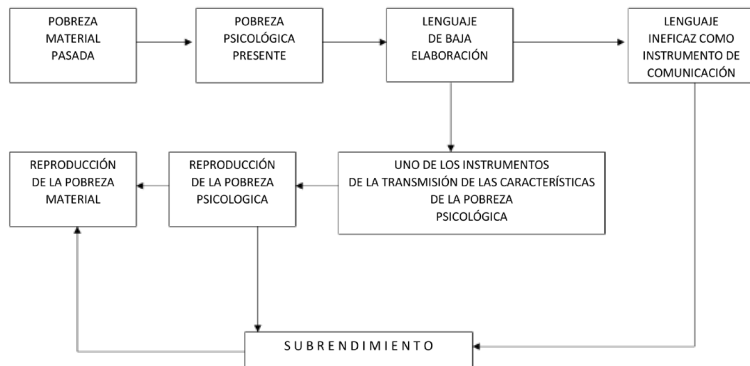 POBREZA
MATERIAL
PASADA
POBREZA
PSICOLÓGICA
PRESENTE
LENGUAJE
DE BAJA
ELABORACIÓN
LENGUAJE
INEFICAZ COMO
INSTRUMENTO DE
COMUNICACIÓN
REPRODUCCIÓN
DE LA POBREZA
MATERIAL
REPRODUCCIÓN
DE LA POBREZA
PSICOLOGICA
UNO DE LOS INSTRUMENTOS
DE LA TRANSMISIÓN DE LAS CARACTERÍSTICAS
DE LA POBREZA
PSICOLÓGICA
SUBRENDIMIENTO